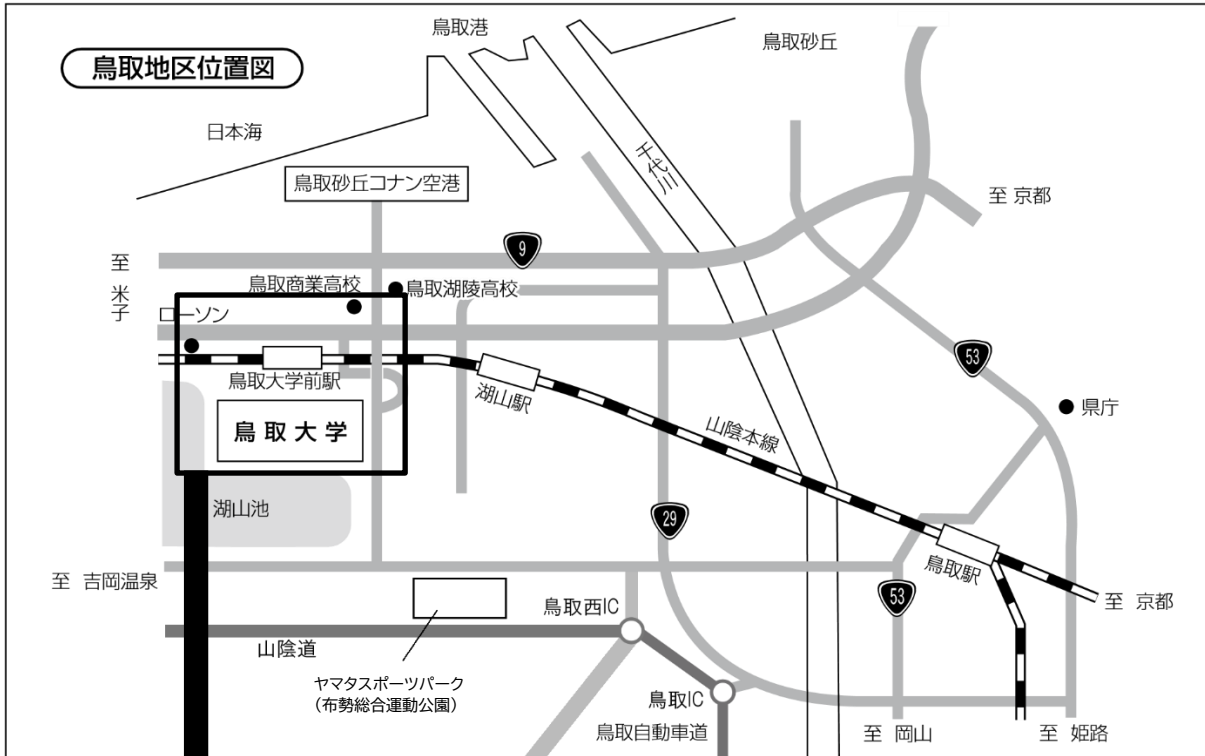 鳥取港
鳥取砂丘
鳥取地区位置図
日本海
千代川
鳥取砂丘コナン空港
至 京都
9
至 米子
鳥取商業高校
鳥取湖陵高校
ローソン
53
鳥取大学前駅
湖山駅
県庁
鳥取大学
山陰本線
湖山池
29
鳥取駅
至 吉岡温泉
鳥取西IC
53
至 京都
山陰道
ヤマタスポーツパーク
（布勢総合運動公園）
鳥取IC
鳥取自動車道
至 岡山
至 姫路